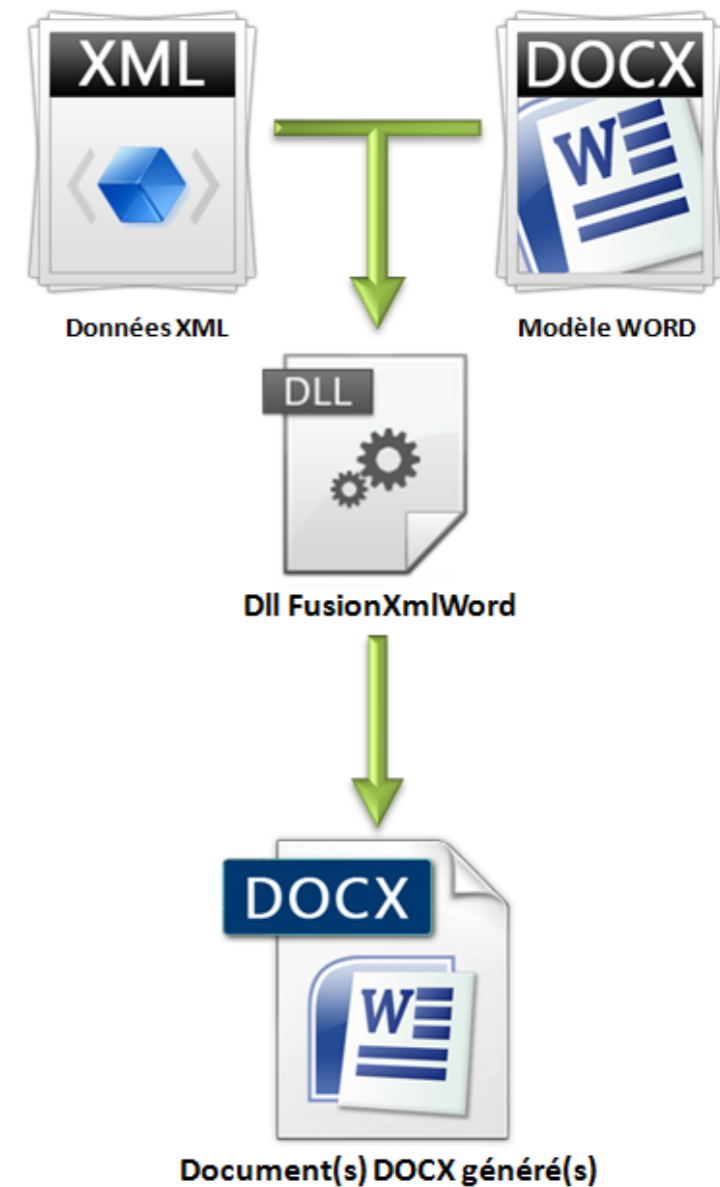 XML
DOCX
W
Données XML
Modèle WORD
DLL
Dll FusionXmlWord
DOCX
W
Document(s) DOCX généré(s)